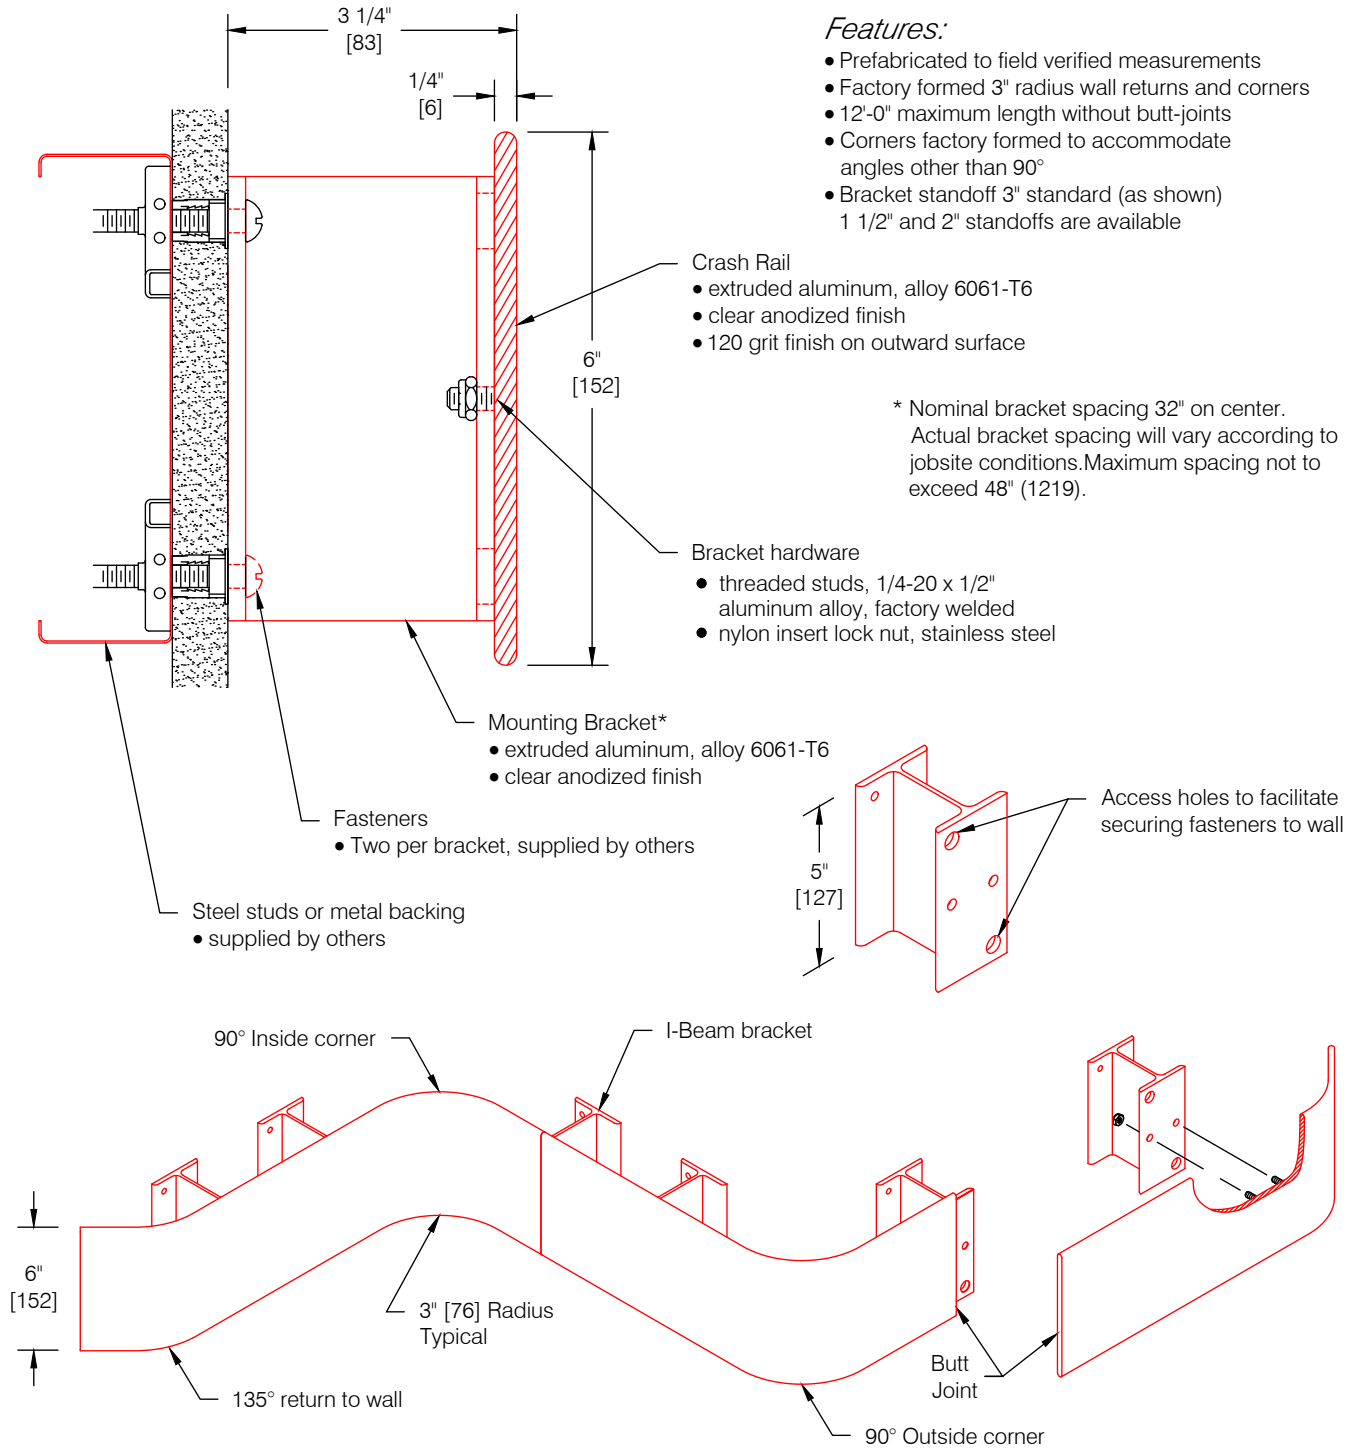 3 1/4"
[83]
1/4"
[6]
Features:
• Prefabricated to field verified measurements
• Factory formed 3" radius wall returns and corners
• 12'-0" maximum length without butt-joints
• Corners factory formed to accommodate
angles other than 90°
• Bracket standoff 3" standard (as shown)
1 1/2" and 2" standoffs are available
Crash Rail
• extruded aluminum, alloy 6061-T6
• clear anodized finish
• 120 grit finish on outward surface
6"
[152]
* Nominal bracket spacing 32" on center.
Actual bracket spacing will vary according to
jobsite conditions.Maximum spacing not to
exceed 48" (1219).
Bracket hardware
• threaded studs, 1/4-20 x 1/2"
aluminum alloy, factory welded
• nylon insert lock nut, stainless steel
Mounting Bracket*
• extruded aluminum, alloy 6061-T6
• clear anodized finish
Fasteners
• Two per bracket, supplied by others
Steel studs or metal backing
• supplied by others
Access holes to facilitate
securing fasteners to wall
5"
[127]
90° Inside corner
I-Beam bracket
6"
[152]
3" [76] Radius
Typical
135° return to wall
Butt
Joint
90° Outside corner